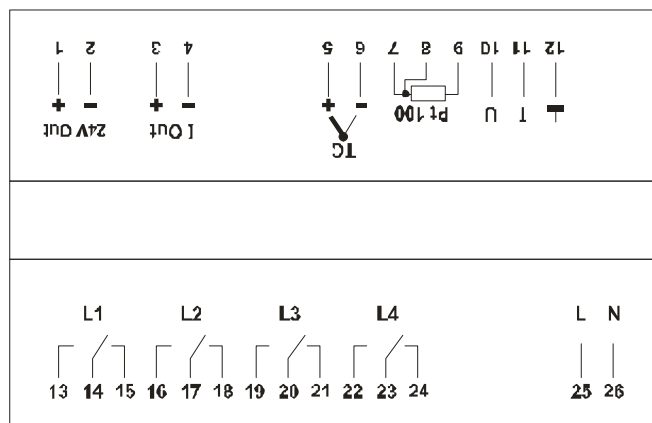 1 2 3 4 5 6 7 8 9 10 11 12
+ - + - + -
24V Out I Out Pt 100 U I
TC
L1 L2 L3 L4 L N
13 14 15 16 17 18 19 20 21 22 23 24 25 26